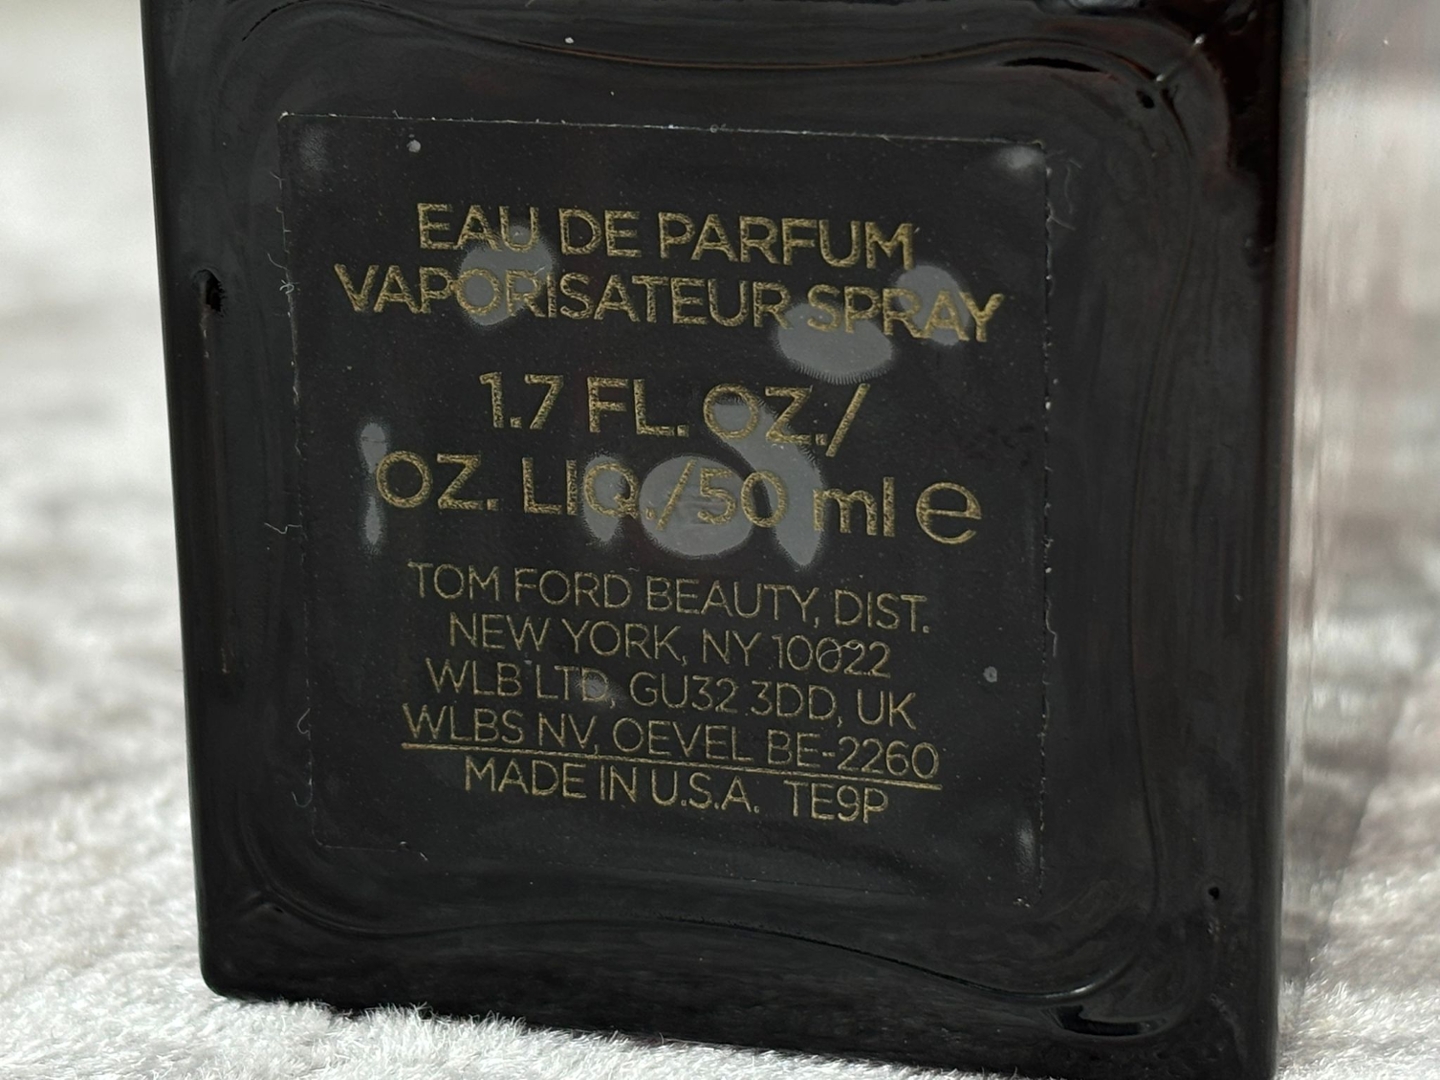 EAU DE PARFUM
VAPORISATEUR SPRAY
1.7 FL. OZ./
OZ. LIQ./50 ml e
TOM FORD BEAUTY, DIST.
NEW YORK, NY 10022
WLB LTD, GU32 3DD, UK
WLBS NV, OEVEL BE-2260
MADE IN U.S.A. TE9P